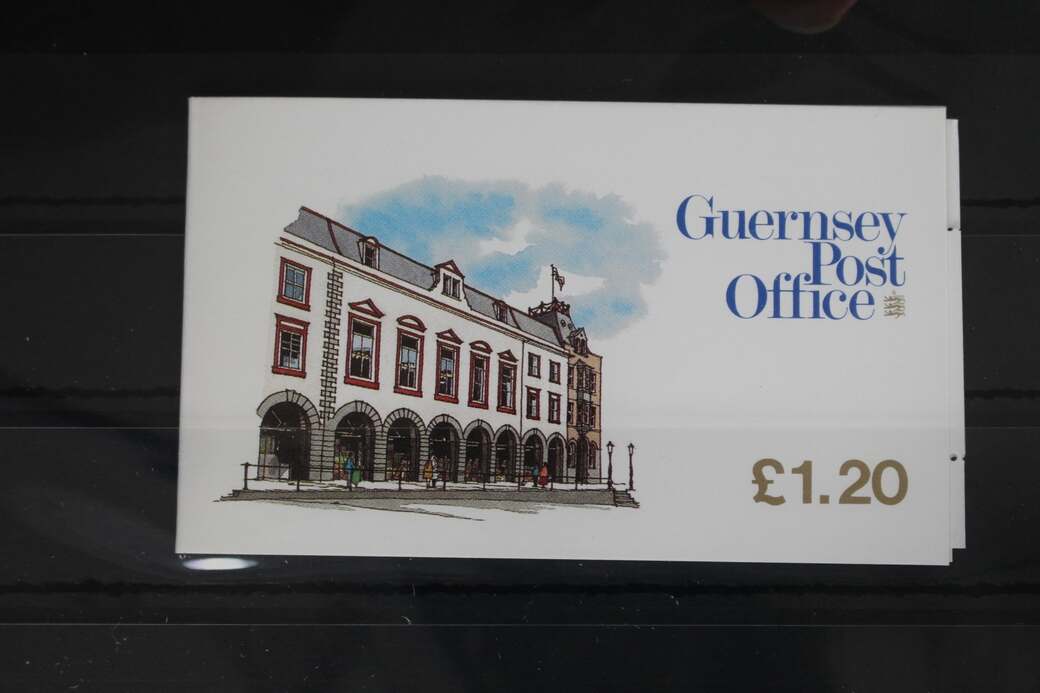 Guernsey
Post
Office
£1.20